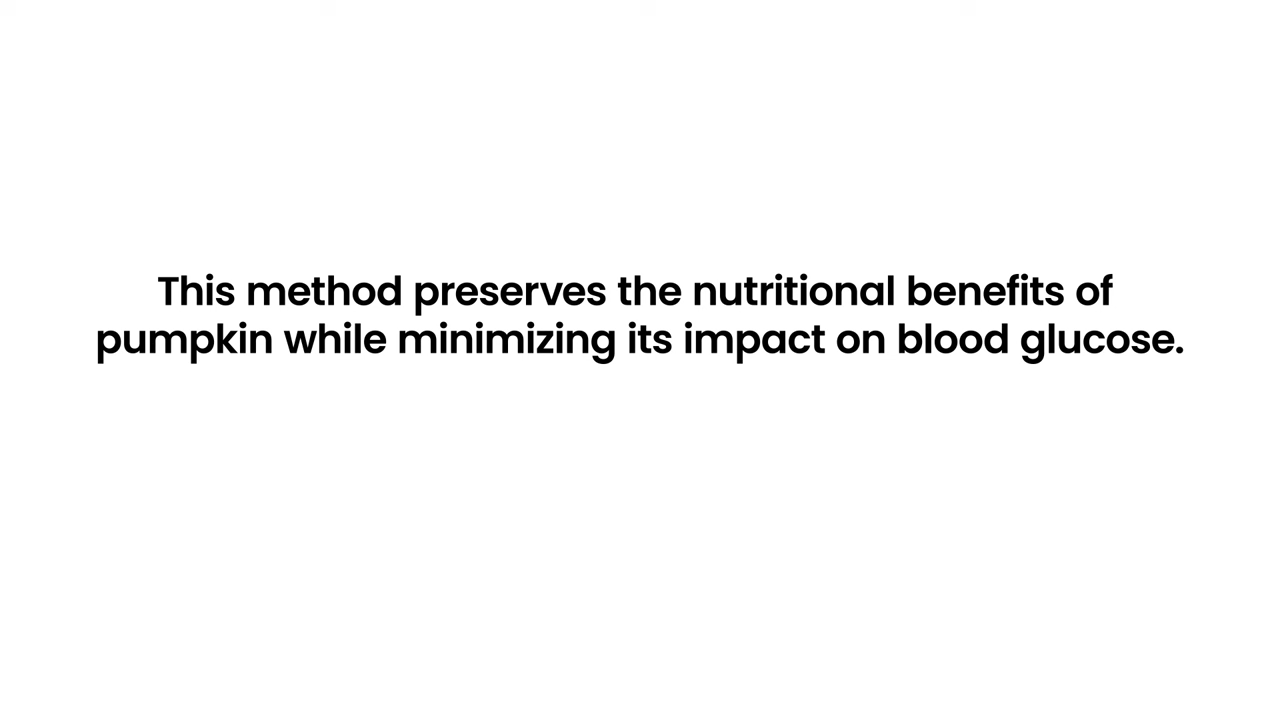 This method preserves the nutritional benefits of
pumpkin while minimizing its impact on blood glucose.